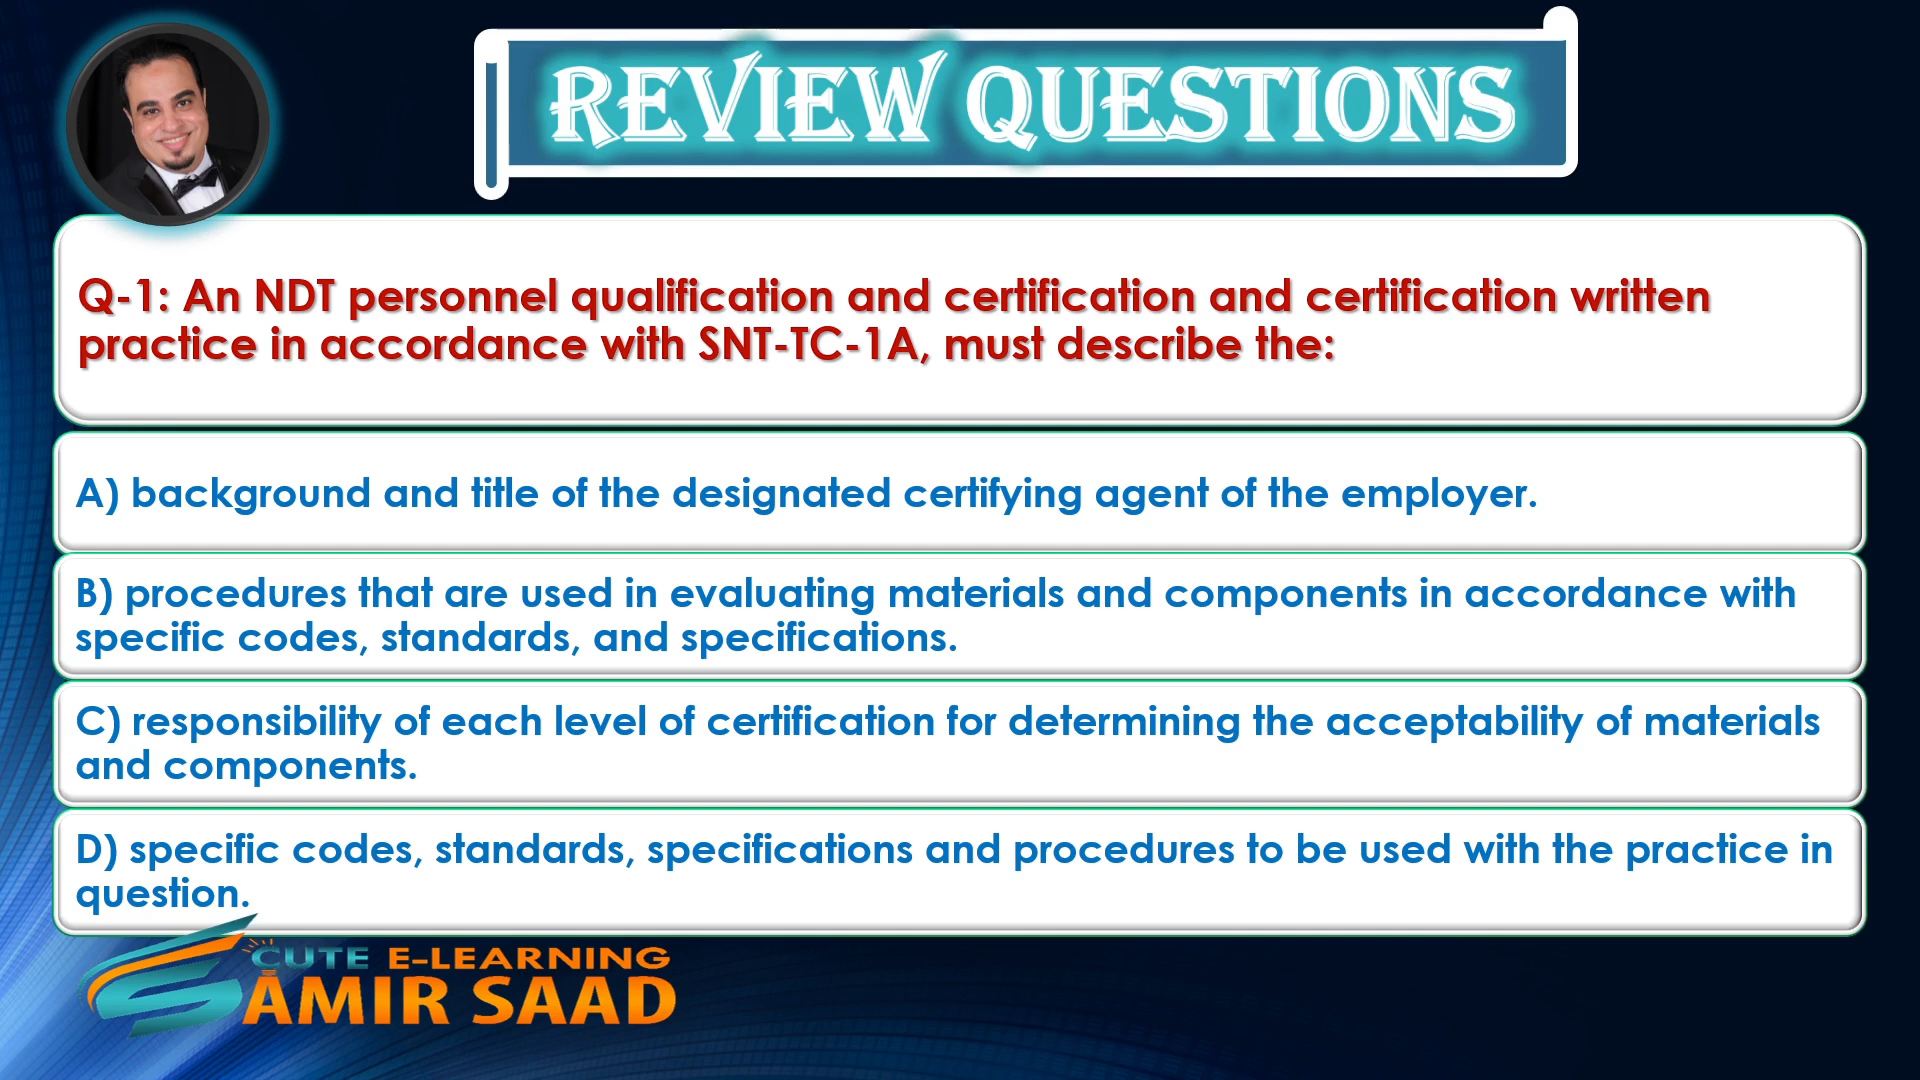 REVIEW QUESTIONS
Q-1: An NDT personnel qualification and certification and certification written
practice in accordance with SNT-TC-1A, must describe the:
A) background and title of the designated certifying agent of the employer.
B) procedures that are used in evaluating materials and components in accordance with
specific codes, standards, and specifications.
C) responsibility of each level of certification for determining the acceptability of materials
and components.
D) specific codes, standards, specifications and procedures to be used with the practice in
question.
CUTE E-LEARNING
AMIR SAAD